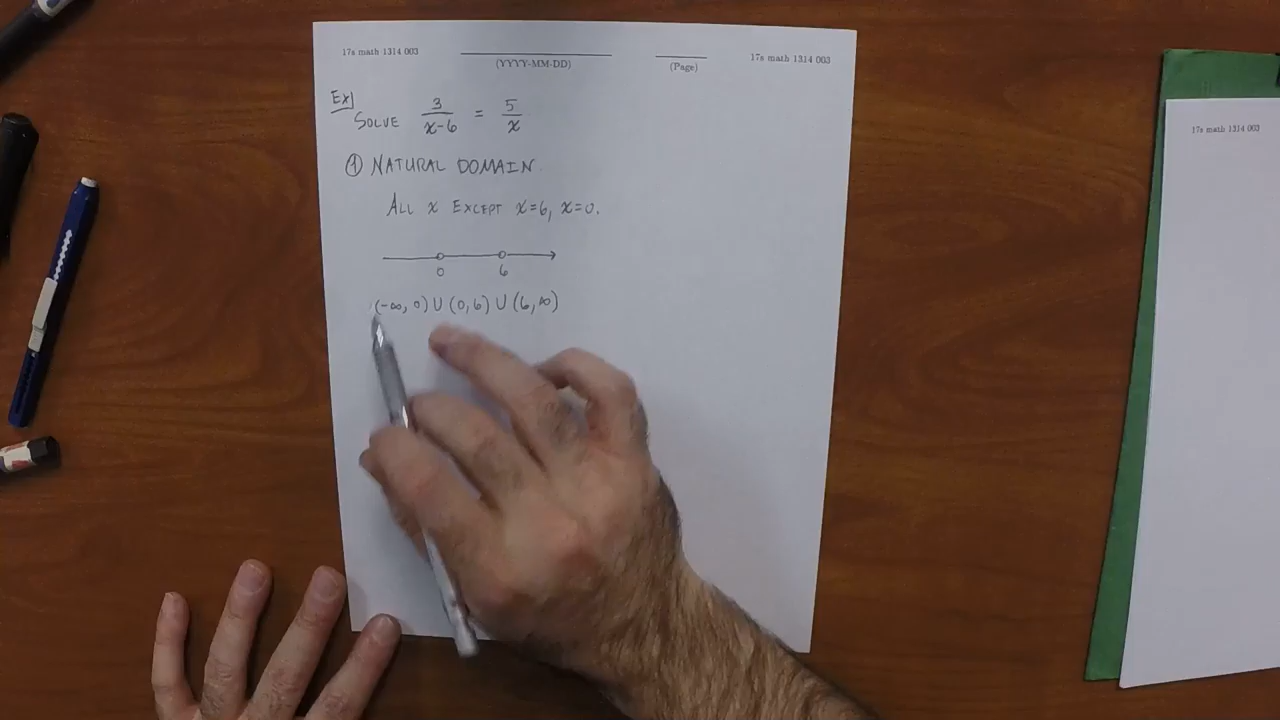 17s math 1314 003
(YYYY-MM-DD)
(Page)
17s math 1314 003
Ex
SOLVE 3/(x-6) = 5/x
① NATURAL DOMAIN
ALL x EXCEPT x=6, x=0.
0 6
(-∞, 0) ∪ (0,6) ∪ (6, ∞)
17s math 1314 003